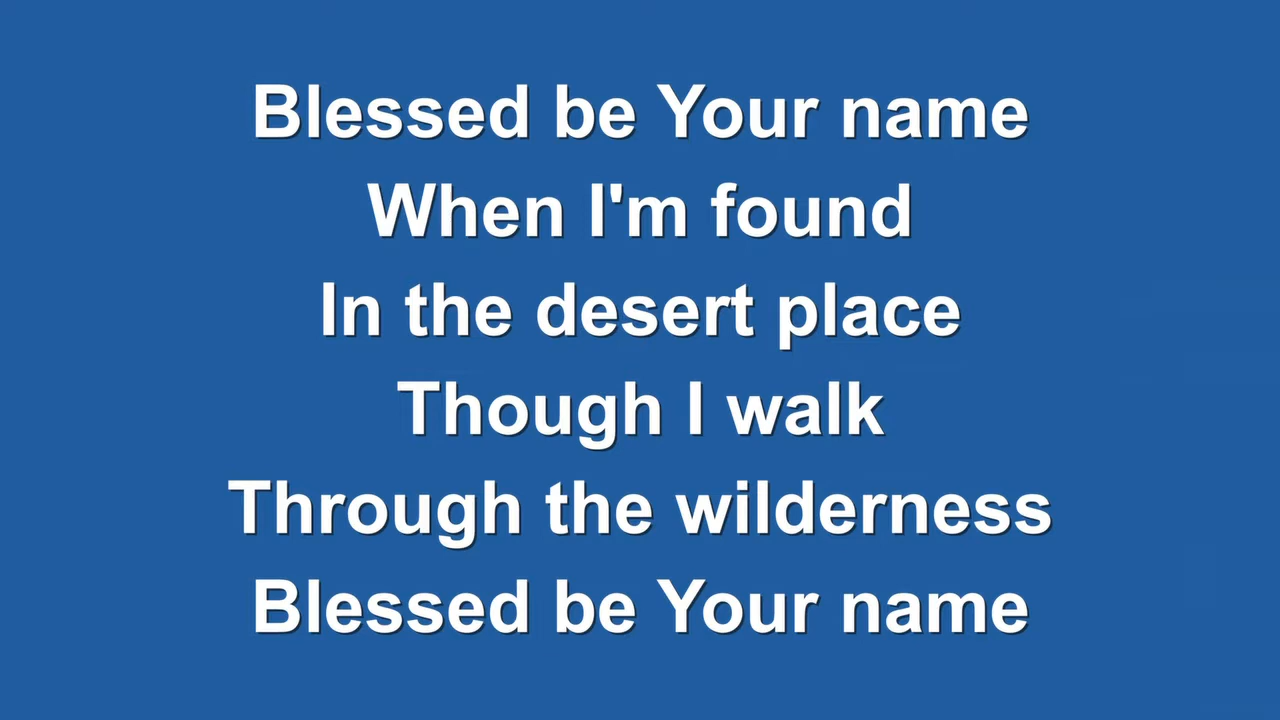 Blessed be Your name
When I'm found
In the desert place
Though I walk
Through the wilderness
Blessed be Your name